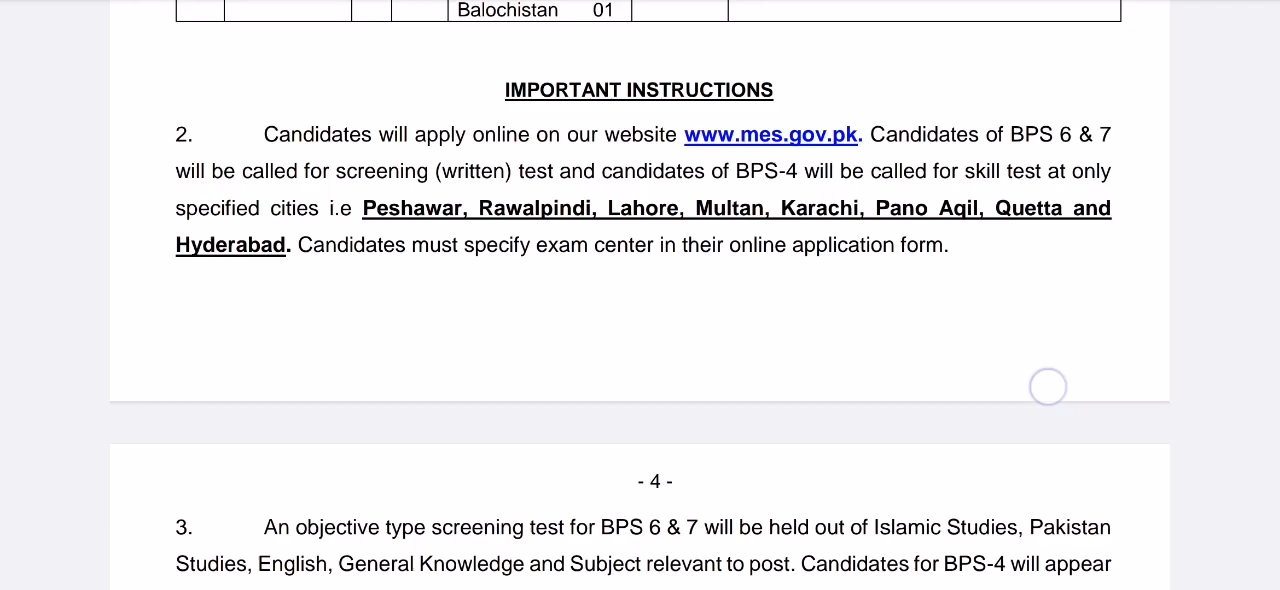 Balochistan 01
IMPORTANT INSTRUCTIONS
2. Candidates will apply online on our website www.mes.gov.pk. Candidates of BPS 6 & 7
will be called for screening (written) test and candidates of BPS-4 will be called for skill test at only
specified cities i.e Peshawar, Rawalpindi, Lahore, Multan, Karachi, Pano Aqil, Quetta and
Hyderabad. Candidates must specify exam center in their online application form.
- 4 -
3. An objective type screening test for BPS 6 & 7 will be held out of Islamic Studies, Pakistan
Studies, English, General Knowledge and Subject relevant to post. Candidates for BPS-4 will appear